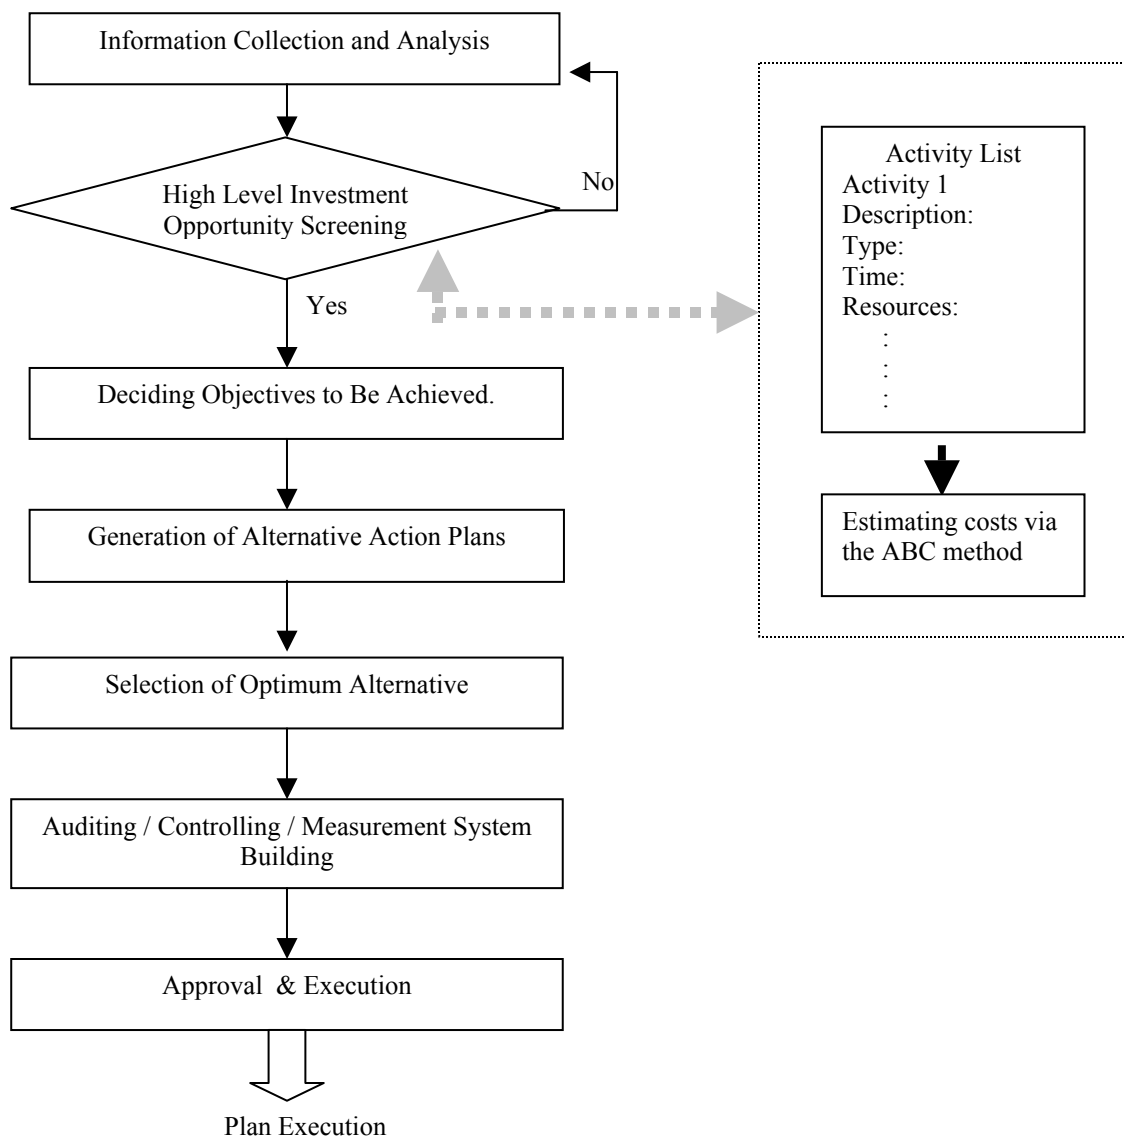 Information Collection and Analysis
High Level Investment
Opportunity Screening
No
Yes
Deciding Objectives to Be Achieved.
Generation of Alternative Action Plans
Selection of Optimum Alternative
Auditing / Controlling / Measurement System
Building
Approval & Execution
Plan Execution
Activity List
Activity 1
Description:
Type:
Time:
Resources:
:
:
:
Estimating costs via
the ABC method